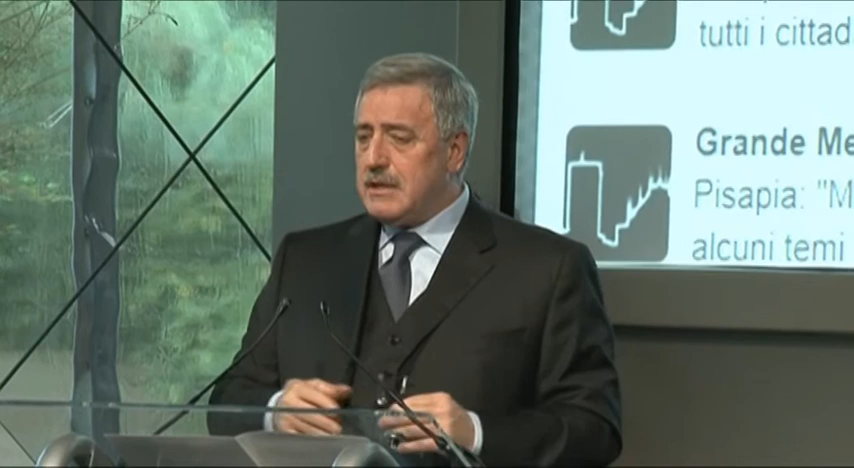 tutti i cittad
Grande Me
Pisapia: "M
alcuni temi